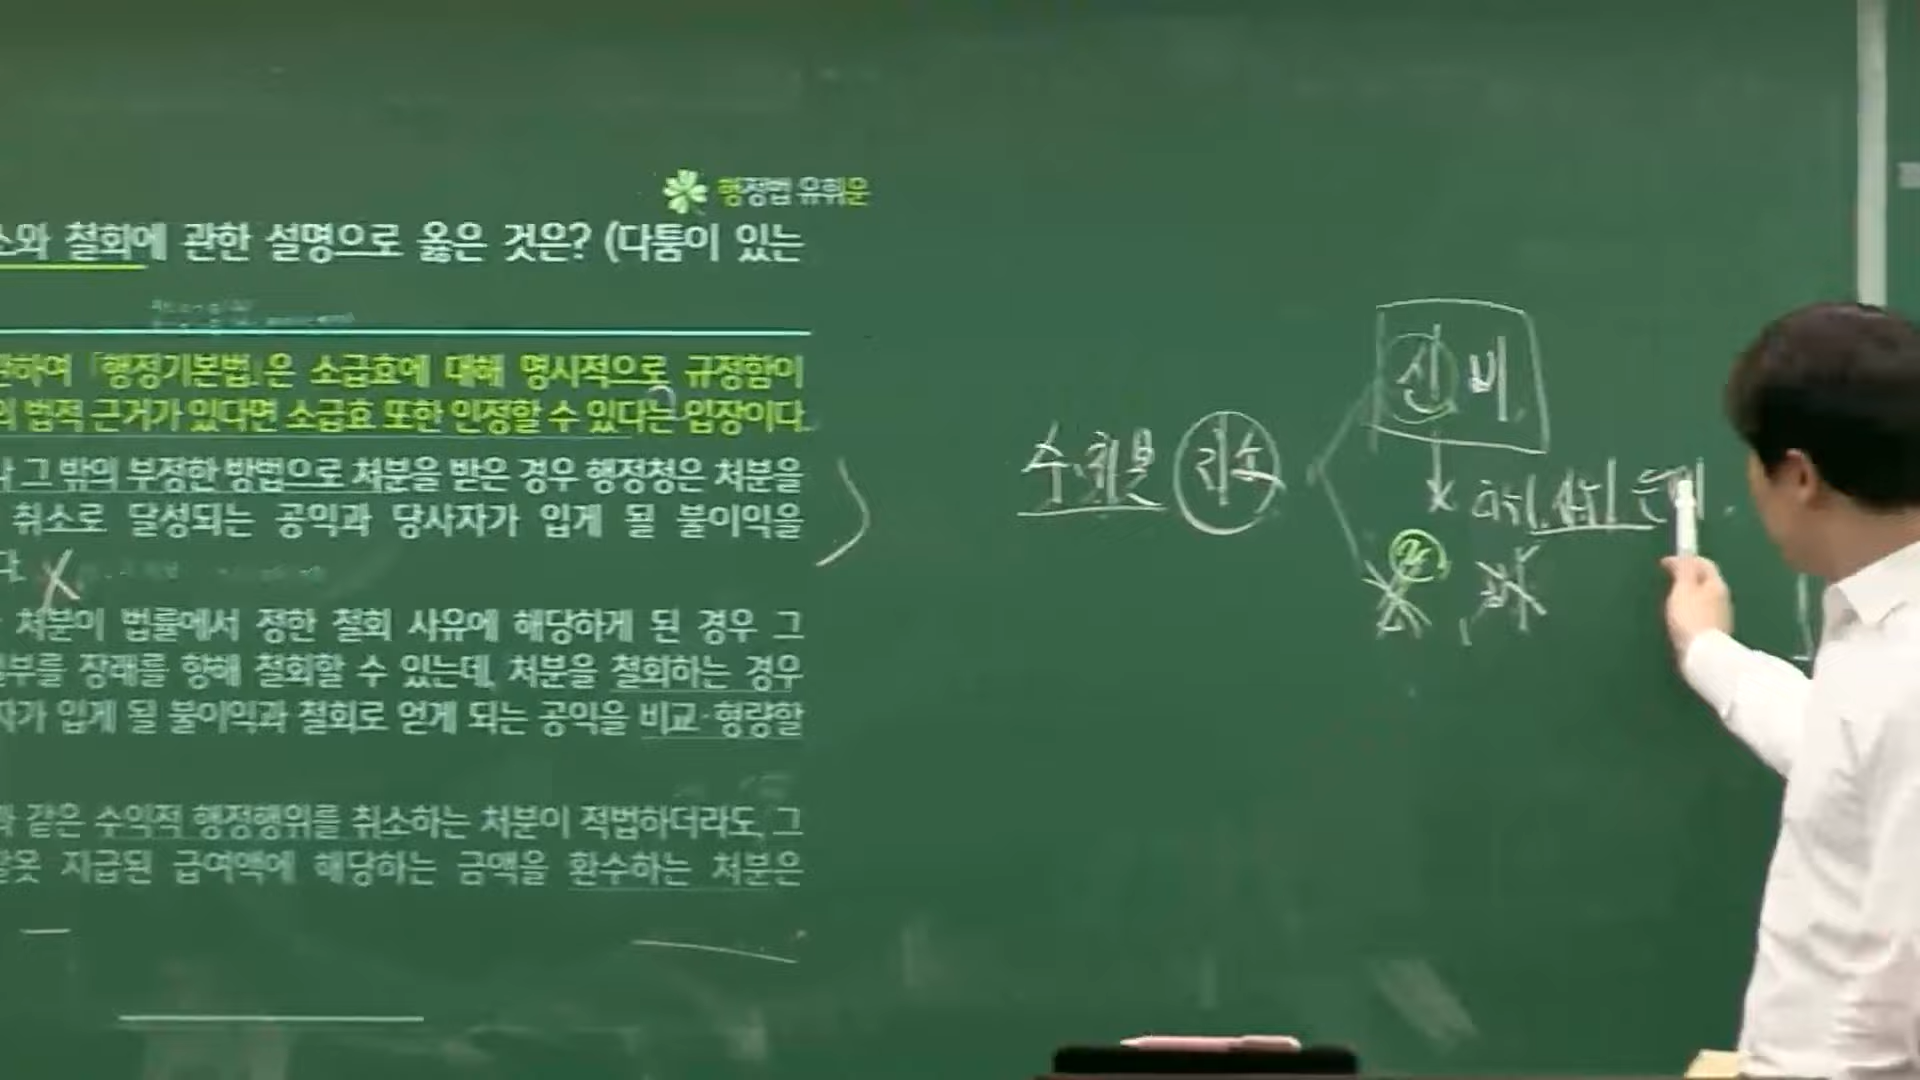 행정법 유휘운
와 철회에 관한 설명으로 옳은 것은? (다툼이 있는
관하여 「행정기본법」은 소급효에 대해 명시적으로 규정함이
의 법적 근거가 있다면 소급효 또한 인정할 수 있다는 입장이다.
나 그 밖의 부정한 방법으로 처분을 받은 경우 행정청은 처분을
취소로 달성되는 공익과 당사자가 입게 될 불이익을
다.
처분이 법률에서 정한 철회 사유에 해당하게 된 경우 그
일부를 장래를 향해 철회할 수 있는데, 처분을 철회하는 경우
자가 입게 될 불이익과 철회로 얻게 되는 공익을 비교·형량할
같은 수익적 행정행위를 취소하는 처분이 적법하더라도 그
잘못 지급된 급여액에 해당하는 금액을 환수하는 처분은
신 비
수·처분 취소